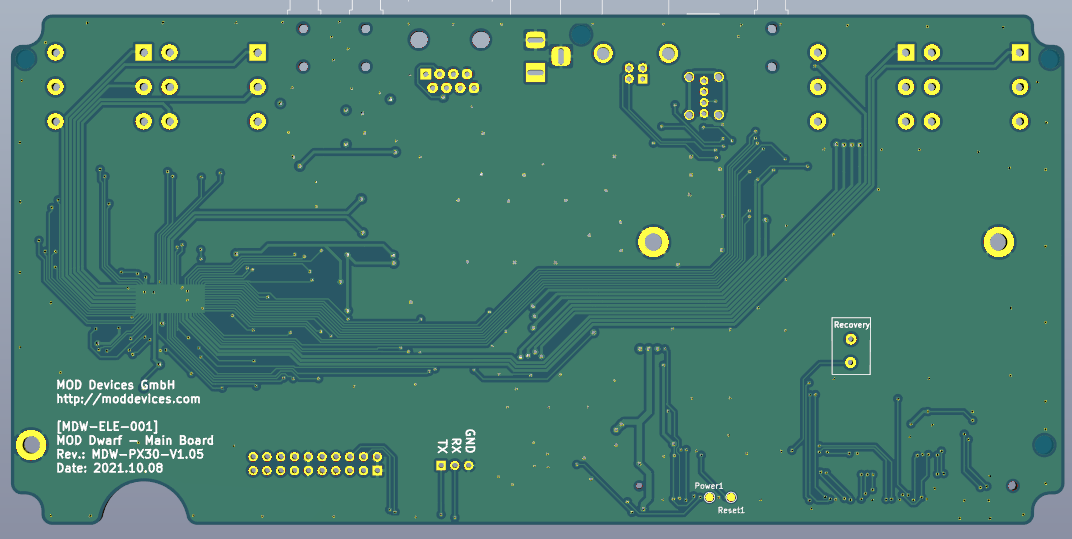 Recovery
MOD Devices GmbH
http://moddevices.com
[MDW-ELE-001]
MOD Dwarf – Main Board
Rev.: MDW-PX30-V1.05
Date: 2021.10.08
TX
RX
GND
Power1
Reset1